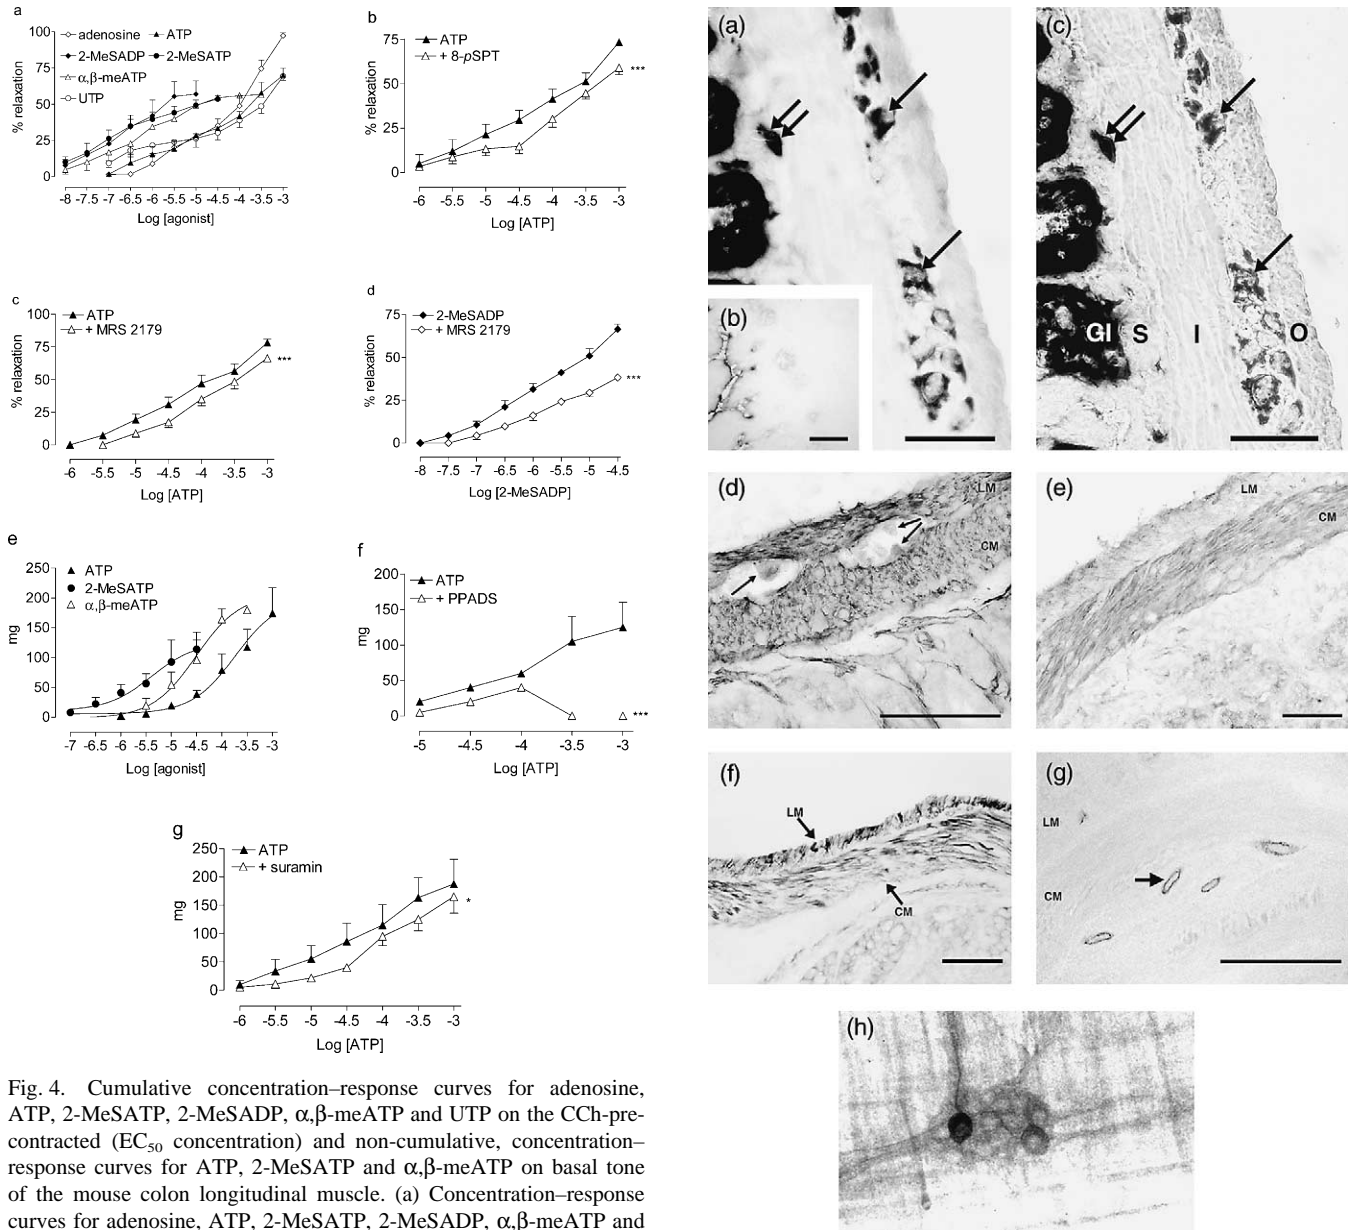 a
100
75
50
25
0
% relaxation
adenosine
ATP
2-MeSADP
2-MeSATP
α,β-meATP
UTP
-8 -7.5 -7 -6.5 -6 -5.5 -5 -4.5 -4 -3.5 -3
Log [agonist]
b
75
50
25
0
% relaxation
ATP
+ 8-pSPT
***
-6 -5.5 -5 -4.5 -4 -3.5 -3
Log [ATP]
c
100
75
50
25
0
% relaxation
ATP
+ MRS 2179
***
-6 -5.5 -5 -4.5 -4 -3.5 -3
Log [ATP]
d
75
50
25
0
% relaxation
2-MeSADP
+ MRS 2179
***
-8 -7.5 -7 -6.5 -6 -5.5 -5 -4.5
Log [2-MeSADP]
e
250
200
150
100
50
0
mg
ATP
2-MeSATP
α,β-meATP
-7 -6.5 -6 -5.5 -5 -4.5 -4 -3.5 -3
Log [agonist]
f
200
150
100
50
0
mg
ATP
+ PPADS
***
-5 -4.5 -4 -3.5 -3
Log [ATP]
g
250
200
150
100
50
0
mg
ATP
+ suramin
*
-6 -5.5 -5 -4.5 -4 -3.5 -3
Log [ATP]
Fig. 4. Cumulative concentration–response curves for adenosine,
ATP, 2-MeSATP, 2-MeSADP, α,β-meATP and UTP on the CCh-pre-
contracted (EC50 concentration) and non-cumulative, concentration–
response curves for ATP, 2-MeSATP and α,β-meATP on basal tone
of the mouse colon longitudinal muscle. (a) Concentration–response
curves for adenosine, ATP, 2-MeSATP, 2-MeSADP, α,β-meATP and
(a)
(b)
(c)
Gl S I O
(d)
LM
CM
(e)
LM
CM
(f)
LM
CM
(g)
LM
CM
(h)